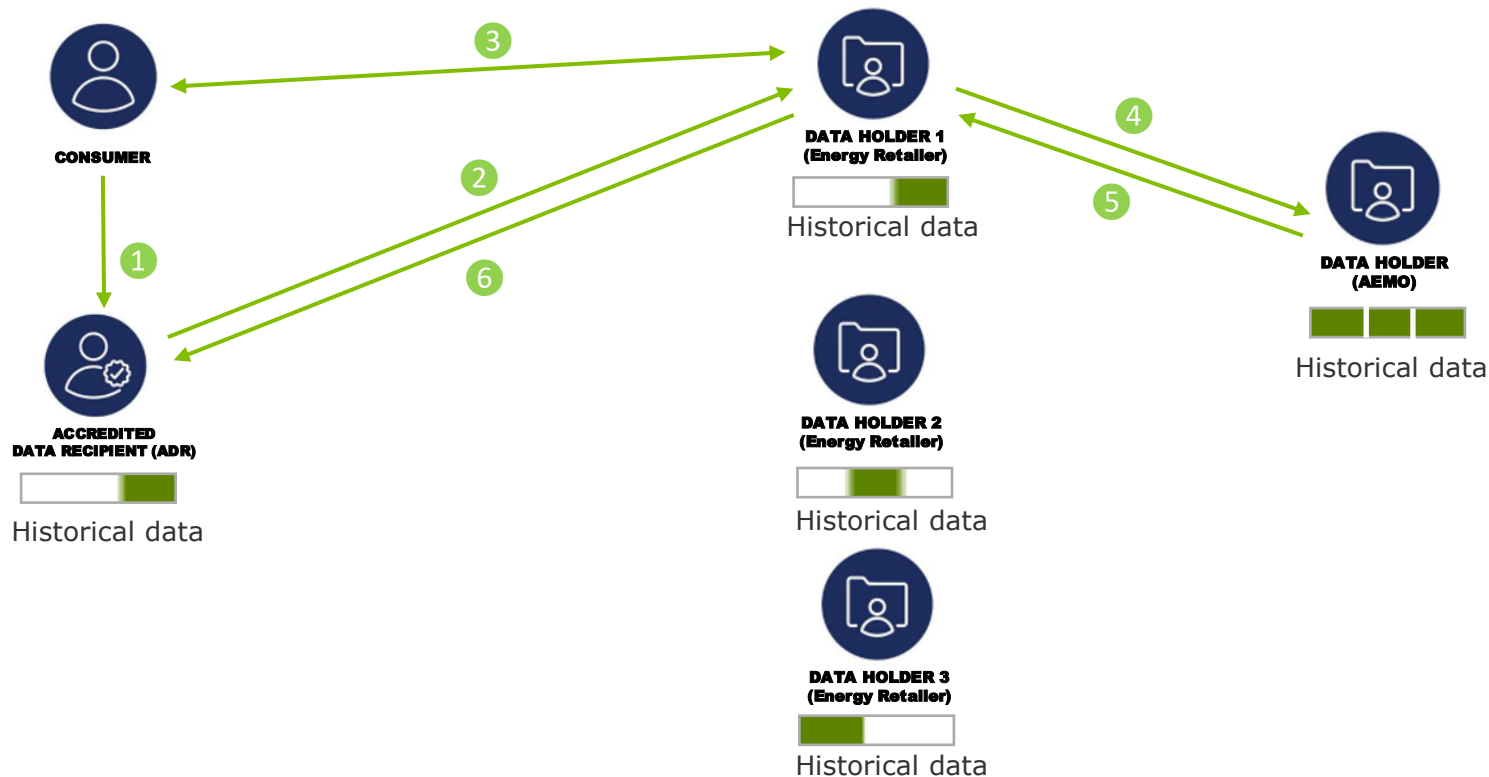 3
CONSUMER
DATA HOLDER 1
(Energy Retailer)
Historical data
4
2
5
1
6
DATA HOLDER
(AEMO)
Historical data
ACCREDITED
DATA RECIPIENT (ADR)
Historical data
DATA HOLDER 2
(Energy Retailer)
Historical data
DATA HOLDER 3
(Energy Retailer)
Historical data